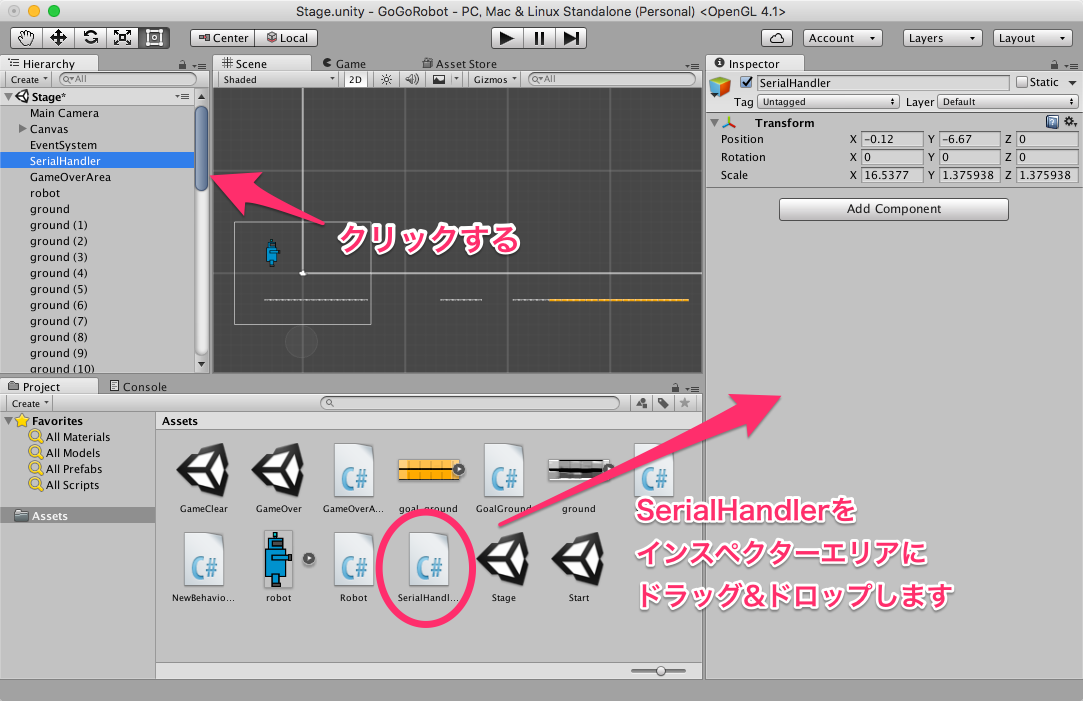 Stage.unity - GoGoRobot - PC, Mac & Linux Standalone (Personal) <OpenGL 4.1>
Center Local Account Layers Layout
Hierarchy
Create All
Stage*
Main Camera
Canvas
EventSystem
SerialHandler
GameOverArea
robot
ground
ground (1)
ground (2)
ground (3)
ground (4)
ground (5)
ground (6)
ground (7)
ground (8)
ground (9)
ground (10)
Scene Game Asset Store
Shaded 2D Gizmos All
クリックする
Inspector
SerialHandler Static
Tag Untagged Layer Default
Transform
Position X -0.12 Y -6.67 Z 0
Rotation X 0 Y 0 Z 0
Scale X 16.5377 Y 1.375938 Z 1.375938
Add Component
Project Console
Create
Favorites
All Materials
All Models
All Prefabs
All Scripts
Assets
Assets
C# C# C#
GameClear GameOver GameOverA... goal_ground GoalGround ground
C# C# C#
NewBehavio... robot Robot SerialHandl... Stage Start
SerialHandlerを
インスペクターエリアに
ドラッグ&ドロップします